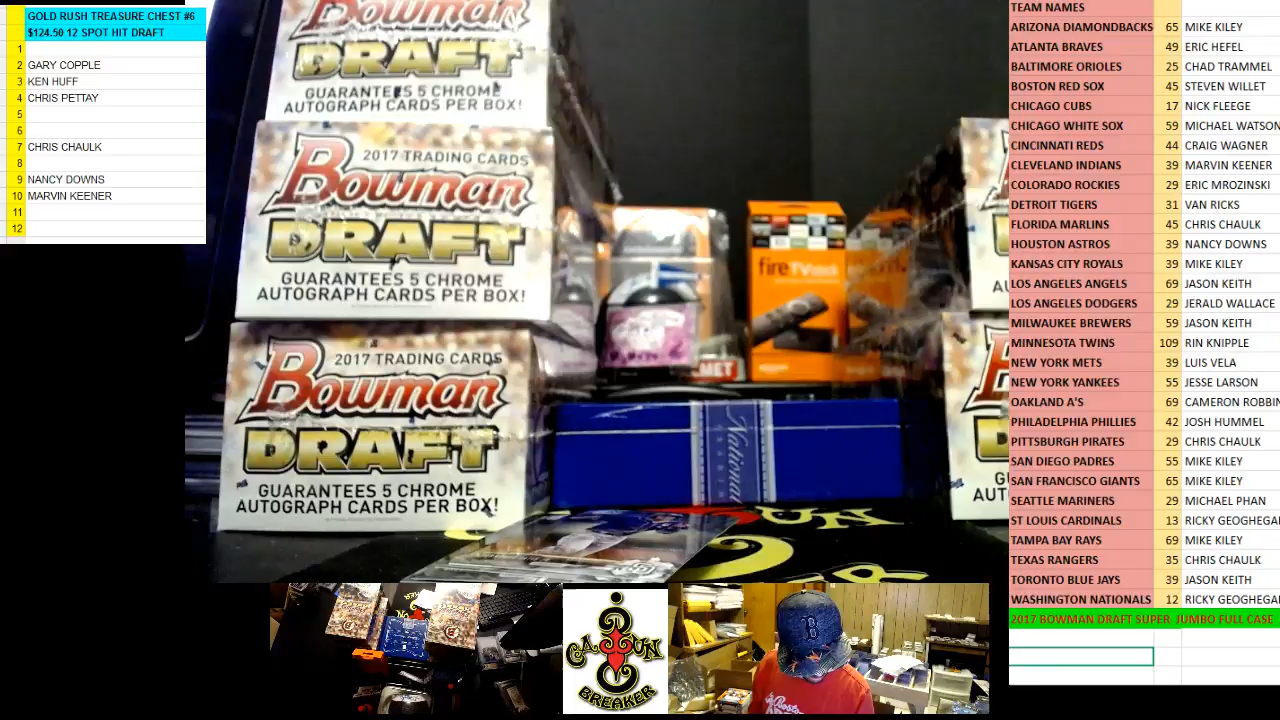 GOLD RUSH TREASURE CHEST #6
$124.50 12 SPOT HIT DRAFT
1
2 GARY COPPLE
3 KEN HUFF
4 CHRIS PETTAY
5
6
7 CHRIS CHAULK
8
9 NANCY DOWNS
10 MARVIN KEENER
11
12
Bowman
DRAFT
GUARANTEES 5 CHROME
AUTOGRAPH CARDS PER BOX!
2017 TRADING CARDS
Bowman
DRAFT
GUARANTEES 5 CHROME
AUTOGRAPH CARDS PER BOX!
2017 TRADING CARDS
Bowman
DRAFT
GUARANTEES 5 CHROME
AUTOGRAPH CARDS PER BOX!
fireTVstick
National
CAJUN
BREAKER
B
TEAM NAMES
ARIZONA DIAMONDBACKS 65 MIKE KILEY
ATLANTA BRAVES 49 ERIC HEFEL
BALTIMORE ORIOLES 25 CHAD TRAMMEL
BOSTON RED SOX 45 STEVEN WILLET
CHICAGO CUBS 17 NICK FLEEGE
CHICAGO WHITE SOX 59 MICHAEL WATSON
CINCINNATI REDS 44 CRAIG WAGNER
CLEVELAND INDIANS 39 MARVIN KEENER
COLORADO ROCKIES 29 ERIC MROZINSKI
DETROIT TIGERS 31 VAN RICKS
FLORIDA MARLINS 45 CHRIS CHAULK
HOUSTON ASTROS 39 NANCY DOWNS
KANSAS CITY ROYALS 39 MIKE KILEY
LOS ANGELES ANGELS 69 JASON KEITH
LOS ANGELES DODGERS 29 JERALD WALLACE
MILWAUKEE BREWERS 59 JASON KEITH
MINNESOTA TWINS 109 RIN KNIPPLE
NEW YORK METS 39 LUIS VELA
NEW YORK YANKEES 55 JESSE LARSON
OAKLAND A'S 69 CAMERON ROBBIN
PHILADELPHIA PHILLIES 42 JOSH HUMMEL
PITTSBURGH PIRATES 29 CHRIS CHAULK
SAN DIEGO PADRES 55 MIKE KILEY
SAN FRANCISCO GIANTS 65 MIKE KILEY
SEATTLE MARINERS 29 MICHAEL PHAN
ST LOUIS CARDINALS 13 RICKY GEOGHEGA
TAMPA BAY RAYS 69 MIKE KILEY
TEXAS RANGERS 35 CHRIS CHAULK
TORONTO BLUE JAYS 39 JASON KEITH
WASHINGTON NATIONALS 12 RICKY GEOGHEGA
2017 BOWMAN DRAFT SUPER JUMBO FULL CASE